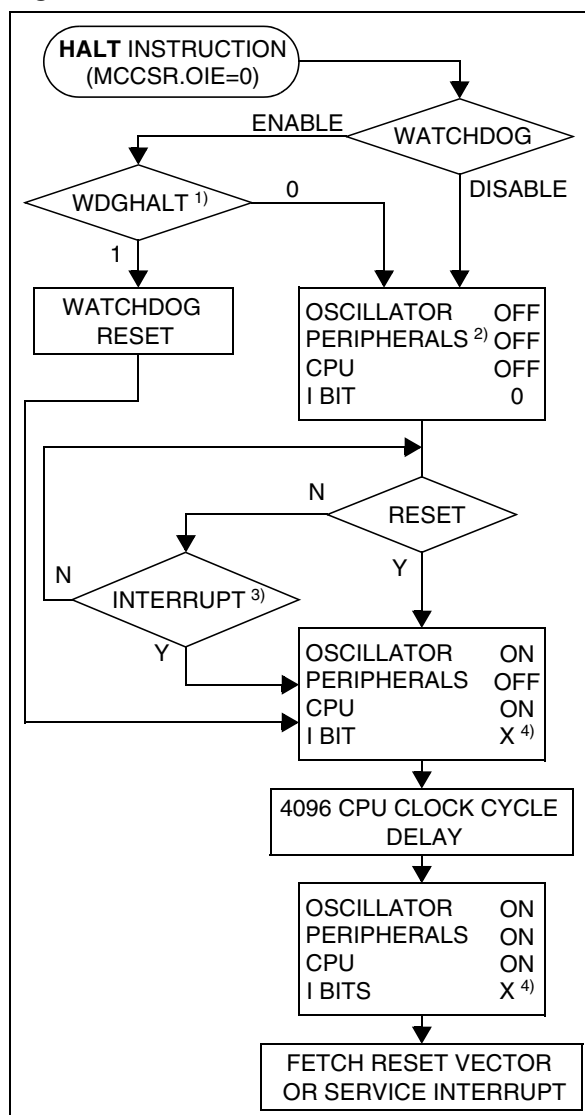 HALT INSTRUCTION
(MCCSR.OIE=0)
ENABLE
WATCHDOG
WDGHALT 1)
0
DISABLE
1
WATCHDOG
RESET
OSCILLATOR OFF
PERIPHERALS 2) OFF
CPU OFF
I BIT 0
N
RESET
N
INTERRUPT 3)
Y
Y
OSCILLATOR ON
PERIPHERALS OFF
CPU ON
I BIT X 4)
4096 CPU CLOCK CYCLE
DELAY
OSCILLATOR ON
PERIPHERALS ON
CPU ON
I BITS X 4)
FETCH RESET VECTOR
OR SERVICE INTERRUPT